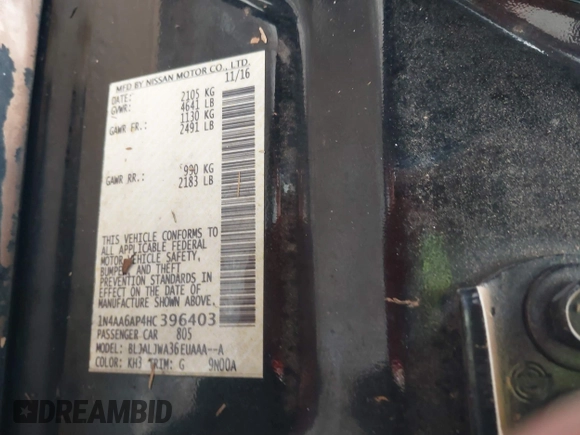 MFD BY NISSAN MOTOR CO., LTD.
DATE: 11/16
GVWR: 2105 KG
4641 LB
GAWR FR.: 1130 KG
2491 LB
GAWR RR.: 990 KG
2183 LB
THIS VEHICLE CONFORMS TO
ALL APPLICABLE FEDERAL
MOTOR VEHICLE SAFETY,
BUMPER AND THEFT
PREVENTION STANDARDS IN
EFFECT ON THE DATE OF
MANUFACTURE SHOWN ABOVE.
1N4AA6AP4HC396403
PASSENGER CAR 805
MODEL: BLJALJWA36EUAAA--A
COLOR: KH3 TRIM: G 9N00A
DREAMBID